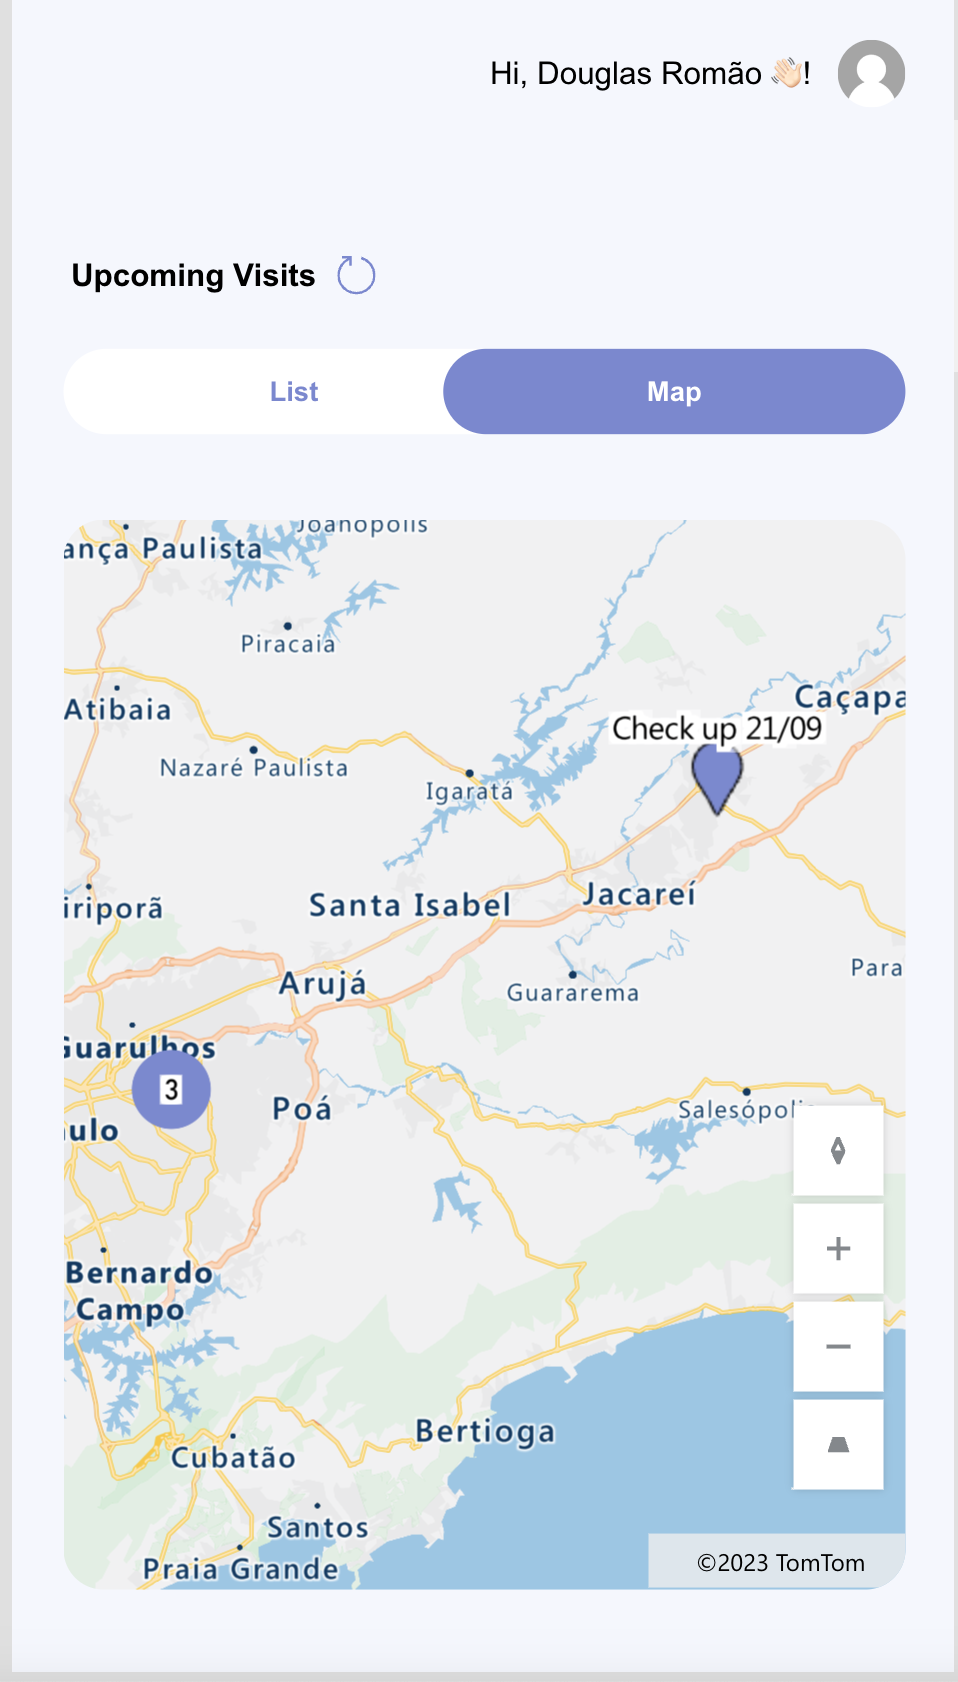 Hi, Douglas Romão 👋🏻!
Upcoming Visits
List
Map
Joanópolis
ança Paulista
Piracaia
Atibaia
Caçapa
Check up 21/09
Nazaré Paulista
Igaratá
Jacareí
Santa Isabel
iriporã
Para
Arujá
Guararema
Guarulhos
3
Poá
Salesópolis
ulo
Bernardo
Campo
Bertioga
Cubatão
Santos
Praia Grande
©2023 TomTom